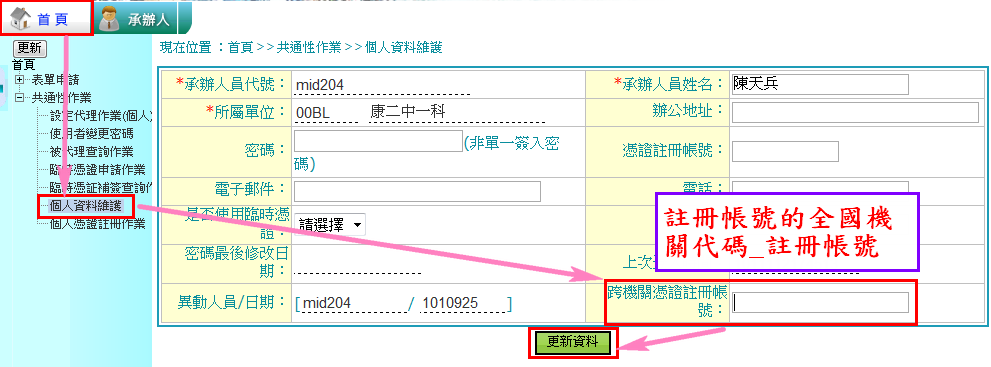 首頁 承辦人
更新
首頁
表單申請
共通性作業
設定代理作業(個人)
使用者變更密碼
被代理查詢作業
臨時憑證申請作業
臨時憑証補簽查詢作
個人資料維護
個人憑證註冊作業
現在位置：首頁>>共通性作業>>個人資料維護
*承辦人員代號： mid204 *承辦人員姓名： 陳天兵
*所屬單位： 00BL 康二中一科 辦公地址：
密碼： (非單一簽入密碼) 憑證註冊帳號：
電子郵件： 電話：
是否使用臨時憑證： 請選擇
註冊帳號的全國機
關代碼_註冊帳號
密碼最後修改日期： 上次
異動人員/日期： [ mid204 / 1010925 ] 跨機關憑證註冊帳號：
更新資料